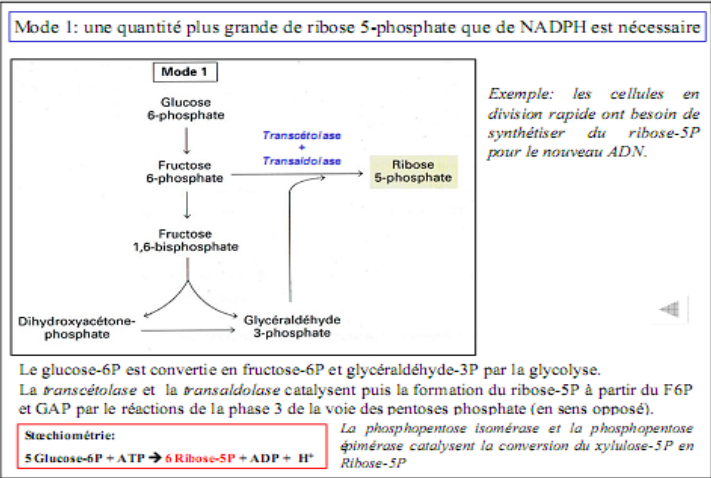 Mode 1: une quantité plus grande de ribose 5-phosphate que de NADPH est nécessaire
Mode 1
Glucose
6-phosphate
Transcétolase
+
Transaldolase
Fructose
6-phosphate
Ribose
5-phosphate
Fructose
1,6-bisphosphate
Dihydroxyacétone-
phosphate
Glycéraldéhyde
3-phosphate
Exemple: les cellules en
division rapide ont besoin de
synthétiser du ribose-5P
pour le nouveau ADN.
Le glucose-6P est convertie en fructose-6P et glycéraldéhyde-3P par la glycolyse.
La transcétolase et la transaldolase catalysent puis la formation du ribose-5P à partir du F6P
et GAP par le réactions de la phase 3 de la voie des pentoses phosphate (en sens opposé).
Stœchiométrie:
5 Glucose-6P + ATP → 6 Ribose-5P + ADP + H⁺
La phosphopentose isomérase et la phosphopentose
épimérase catalysent la conversion du xylulose-5P en
Ribose-5P